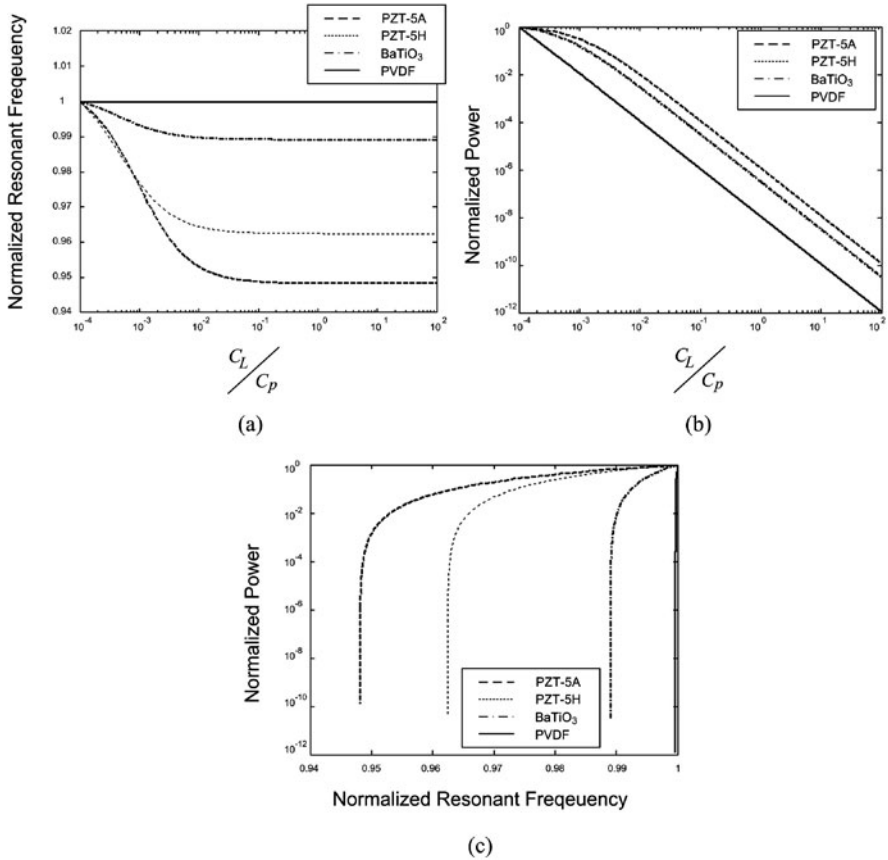 PZT-5A
PZT-5H
BaTiO₃
PVDF
Normalized Resonant Freqeuency
1.02
1.01
1
0.99
0.98
0.97
0.96
0.95
0.94
10⁻⁴ 10⁻³ 10⁻² 10⁻¹ 10⁰ 10¹ 10²
C_L / C_p
(a)
PZT-5A
PZT-5H
BaTiO₃
PVDF
Normalized Power
10⁰
10⁻²
10⁻⁴
10⁻⁶
10⁻⁸
10⁻¹⁰
10⁻¹²
10⁻⁴ 10⁻³ 10⁻² 10⁻¹ 10⁰ 10¹ 10²
C_L / C_p
(b)
Normalized Power
10⁰
10⁻²
10⁻⁴
10⁻⁶
10⁻⁸
10⁻¹⁰
10⁻¹²
PZT-5A
PZT-5H
BaTiO₃
PVDF
0.94 0.95 0.96 0.97 0.98 0.99 1
Normalized Resonant Freqeuency
(c)